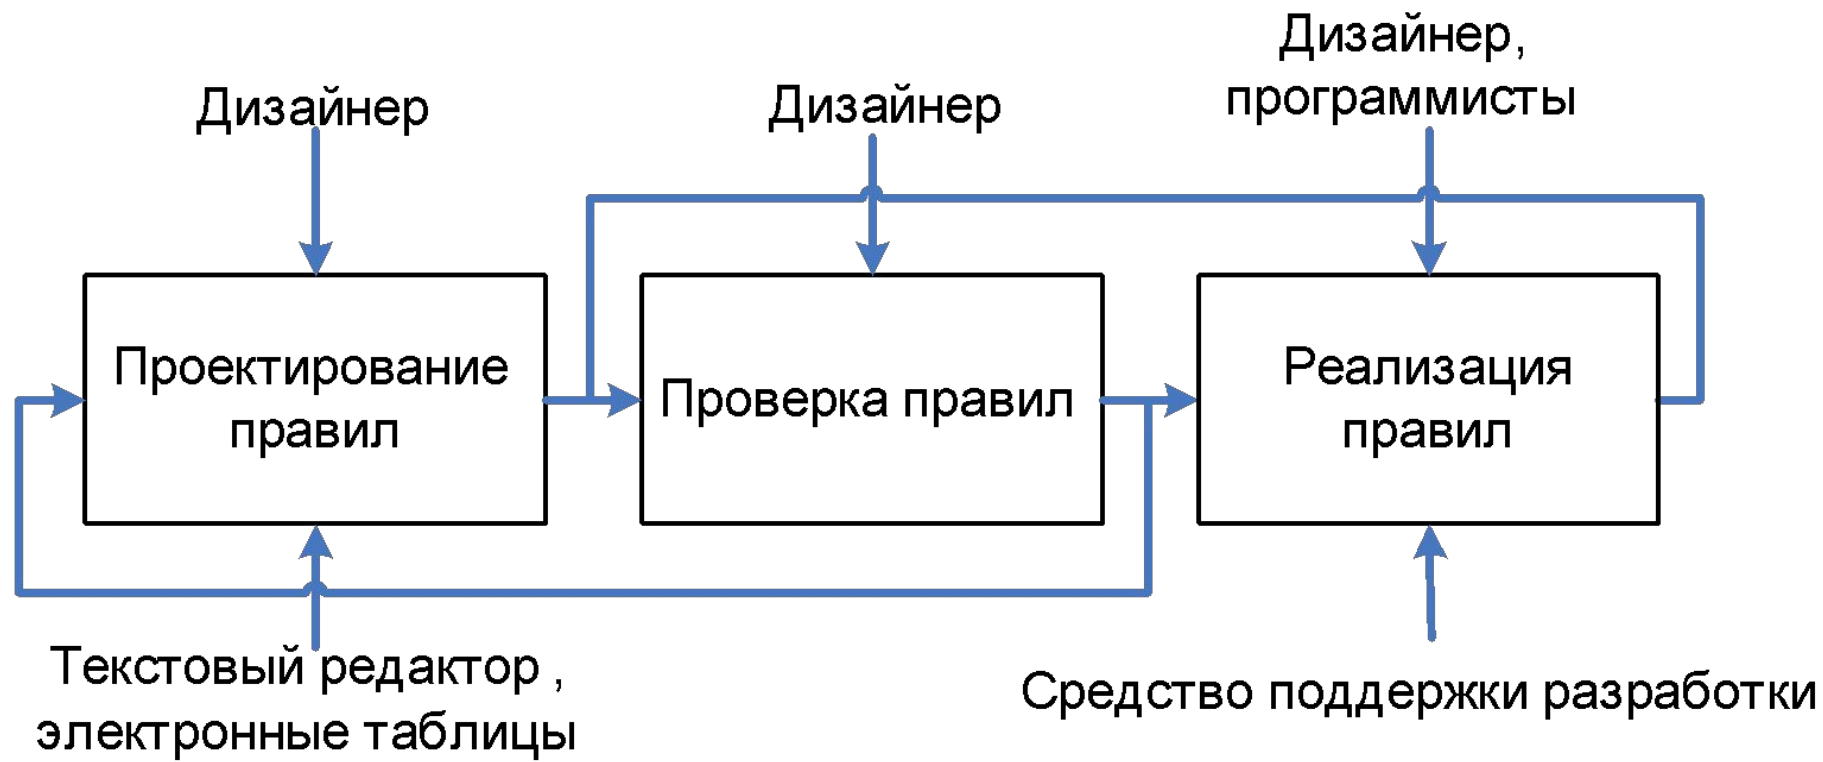 Дизайнер
Дизайнер
Дизайнер,
программисты
Проектирование
правил
Проверка правил
Реализация
правил
Текстовый редактор ,
электронные таблицы
Средство поддержки разработки